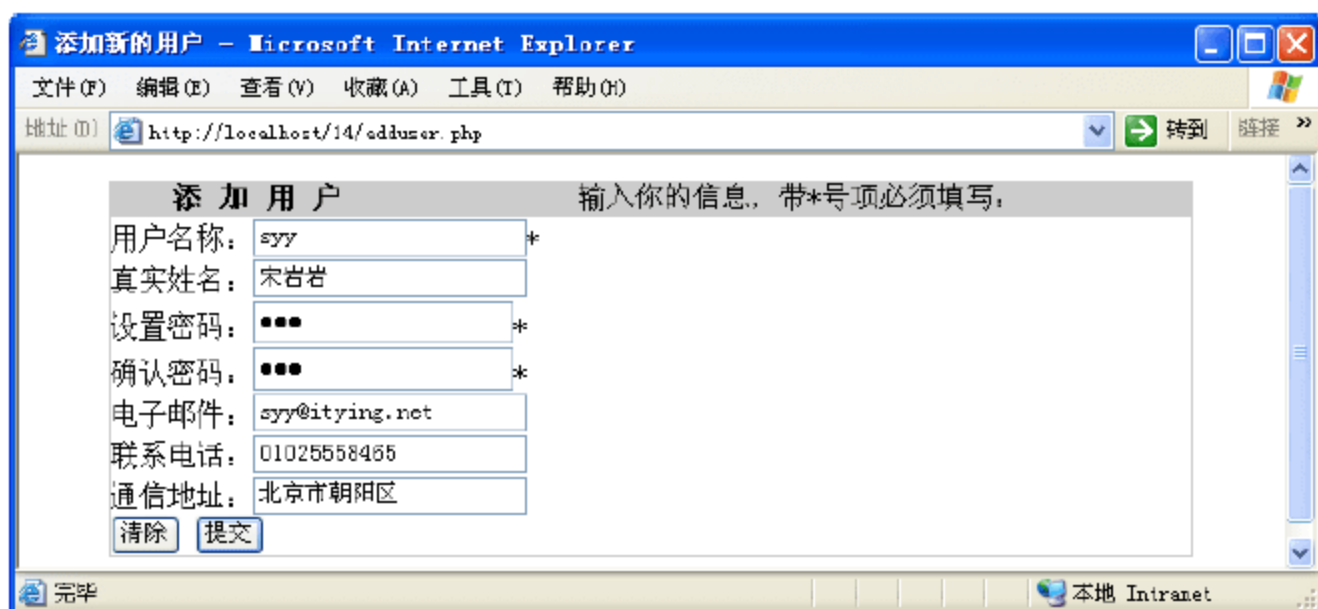 添加新的用户 - Microsoft Internet Explorer
文件(F) 编辑(E) 查看(V) 收藏(A) 工具(T) 帮助(H)
地址(D) http://localhost/14/adduser.php 转到 链接 »
添 加 用 户 输入你的信息，带*号项必须填写：
用户名称： syy *
真实姓名： 宋岩岩
设置密码： ●●● *
确认密码： ●●● *
电子邮件： syy@itying.net
联系电话： 01025558465
通信地址： 北京市朝阳区
清除 提交
完毕 本地 Intranet